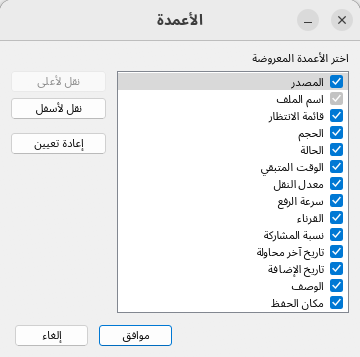 الأعمدة
اختر الأعمدة المعروضة
المصدر
اسم الملف
قائمة الانتظار
الحجم
الحالة
الوقت المتبقي
معدل النقل
سرعة الرفع
القرناء
نسبة المشاركة
تاريخ آخر محاولة
تاريخ الإضافة
الوصف
مكان الحفظ
نقل لأعلى
نقل لأسفل
إعادة تعيين
موافق
إلغاء